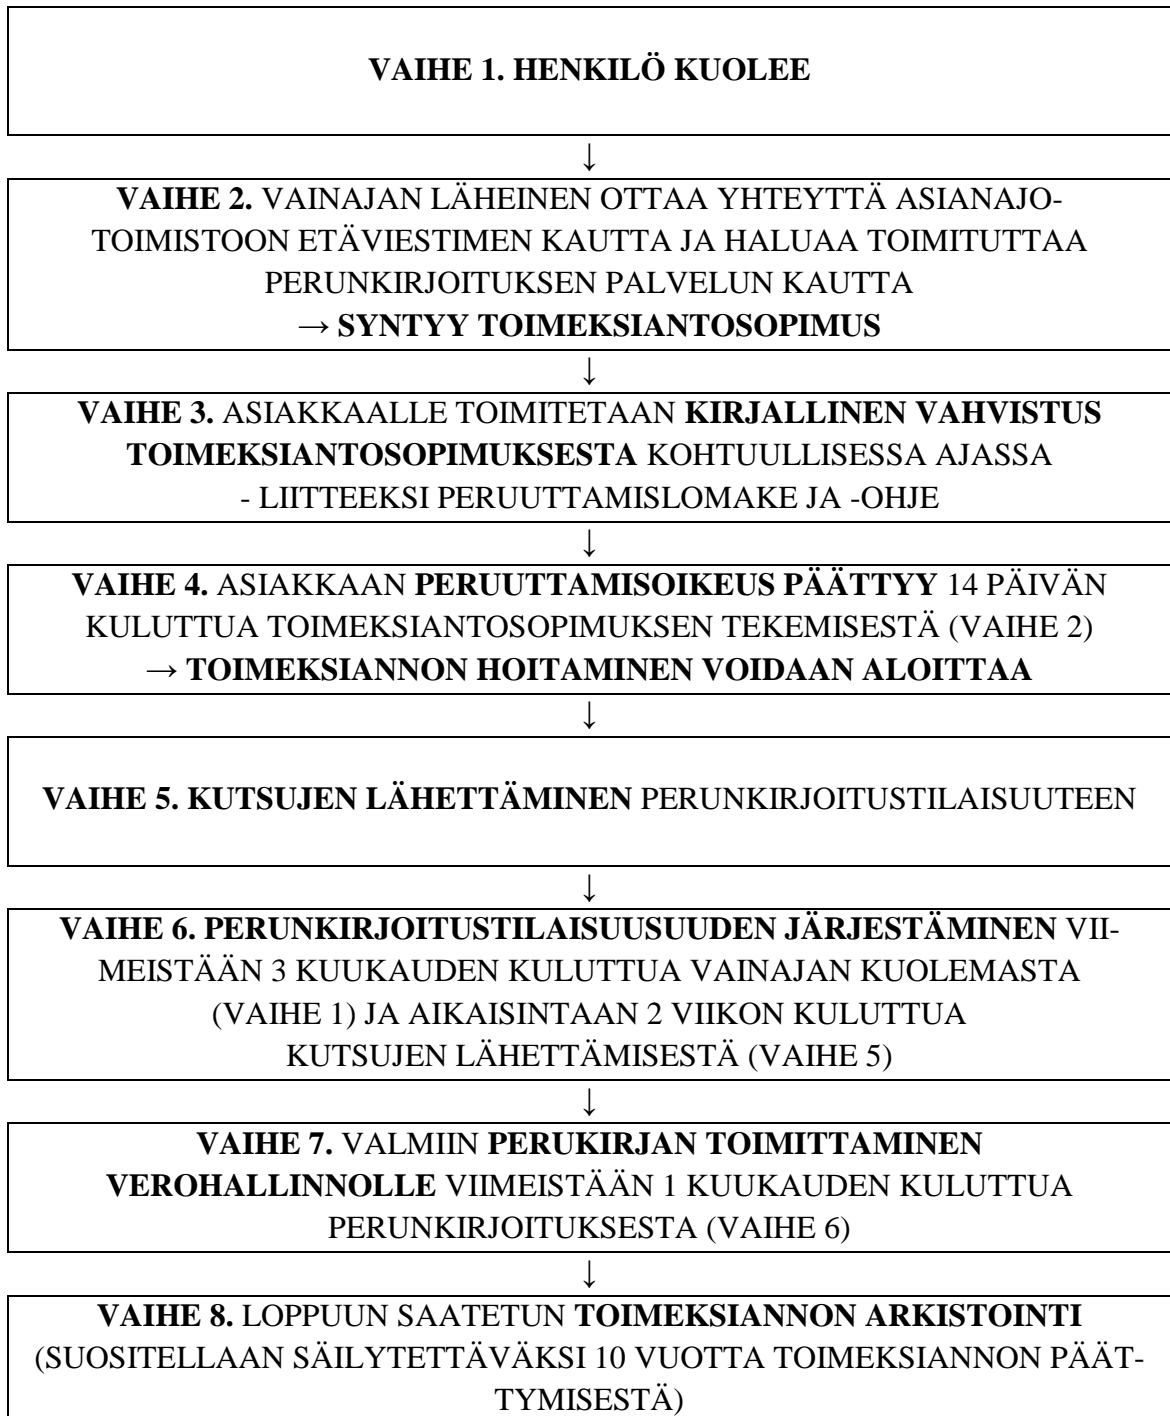 VAIHE 1. HENKILÖ KUOLEE
↓
VAIHE 2. VAINAJAN LÄHEINEN OTTAA YHTEYTTÄ ASIANAJO-
TOIMISTOON ETÄVIESTIMEN KAUTTA JA HALUAA TOIMITUTTAA
PERUNKIRJOITUKSEN PALVELUN KAUTTA
→ SYNTYY TOIMEKSIANTOSOPIMUS
↓
VAIHE 3. ASIAKKAALLE TOIMITETAAN KIRJALLINEN VAHVISTUS
TOIMEKSIANTOSOPIMUKSESTA KOHTUULLISESSA AJASSA
- LIITTEEKSI PERUUTTAMISLOMAKE JA -OHJE
↓
VAIHE 4. ASIAKKAAN PERUUTTAMISOIKEUS PÄÄTTYY 14 PÄIVÄN
KULUTTUA TOIMEKSIANTOSOPIMUKSEN TEKEMISESTÄ (VAIHE 2)
→ TOIMEKSIANNON HOITAMINEN VOIDAAN ALOITTAA
↓
VAIHE 5. KUTSUJEN LÄHETTÄMINEN PERUNKIRJOITUSTILAISUUTEEN
↓
VAIHE 6. PERUNKIRJOITUSTILAISUUSUUDEN JÄRJESTÄMINEN VII-
MEISTÄÄN 3 KUUKAUDEN KULUTTUA VAINAJAN KUOLEMASTA
(VAIHE 1) JA AIKAISINTAAN 2 VIIKON KULUTTUA
KUTSUJEN LÄHETTÄMISESTÄ (VAIHE 5)
↓
VAIHE 7. VALMIIN PERUKIRJAN TOIMITTAMINEN
VEROHALLINNOLLE VIIMEISTÄÄN 1 KUUKAUDEN KULUTTUA
PERUNKIRJOITUKSESTA (VAIHE 6)
↓
VAIHE 8. LOPPUUN SAATETUN TOIMEKSIANNON ARKISTOINTI
(SUOSITELLAAN SÄILYTETTÄVÄKSI 10 VUOTTA TOIMEKSIANNON PÄÄT-
TYMISESTÄ)